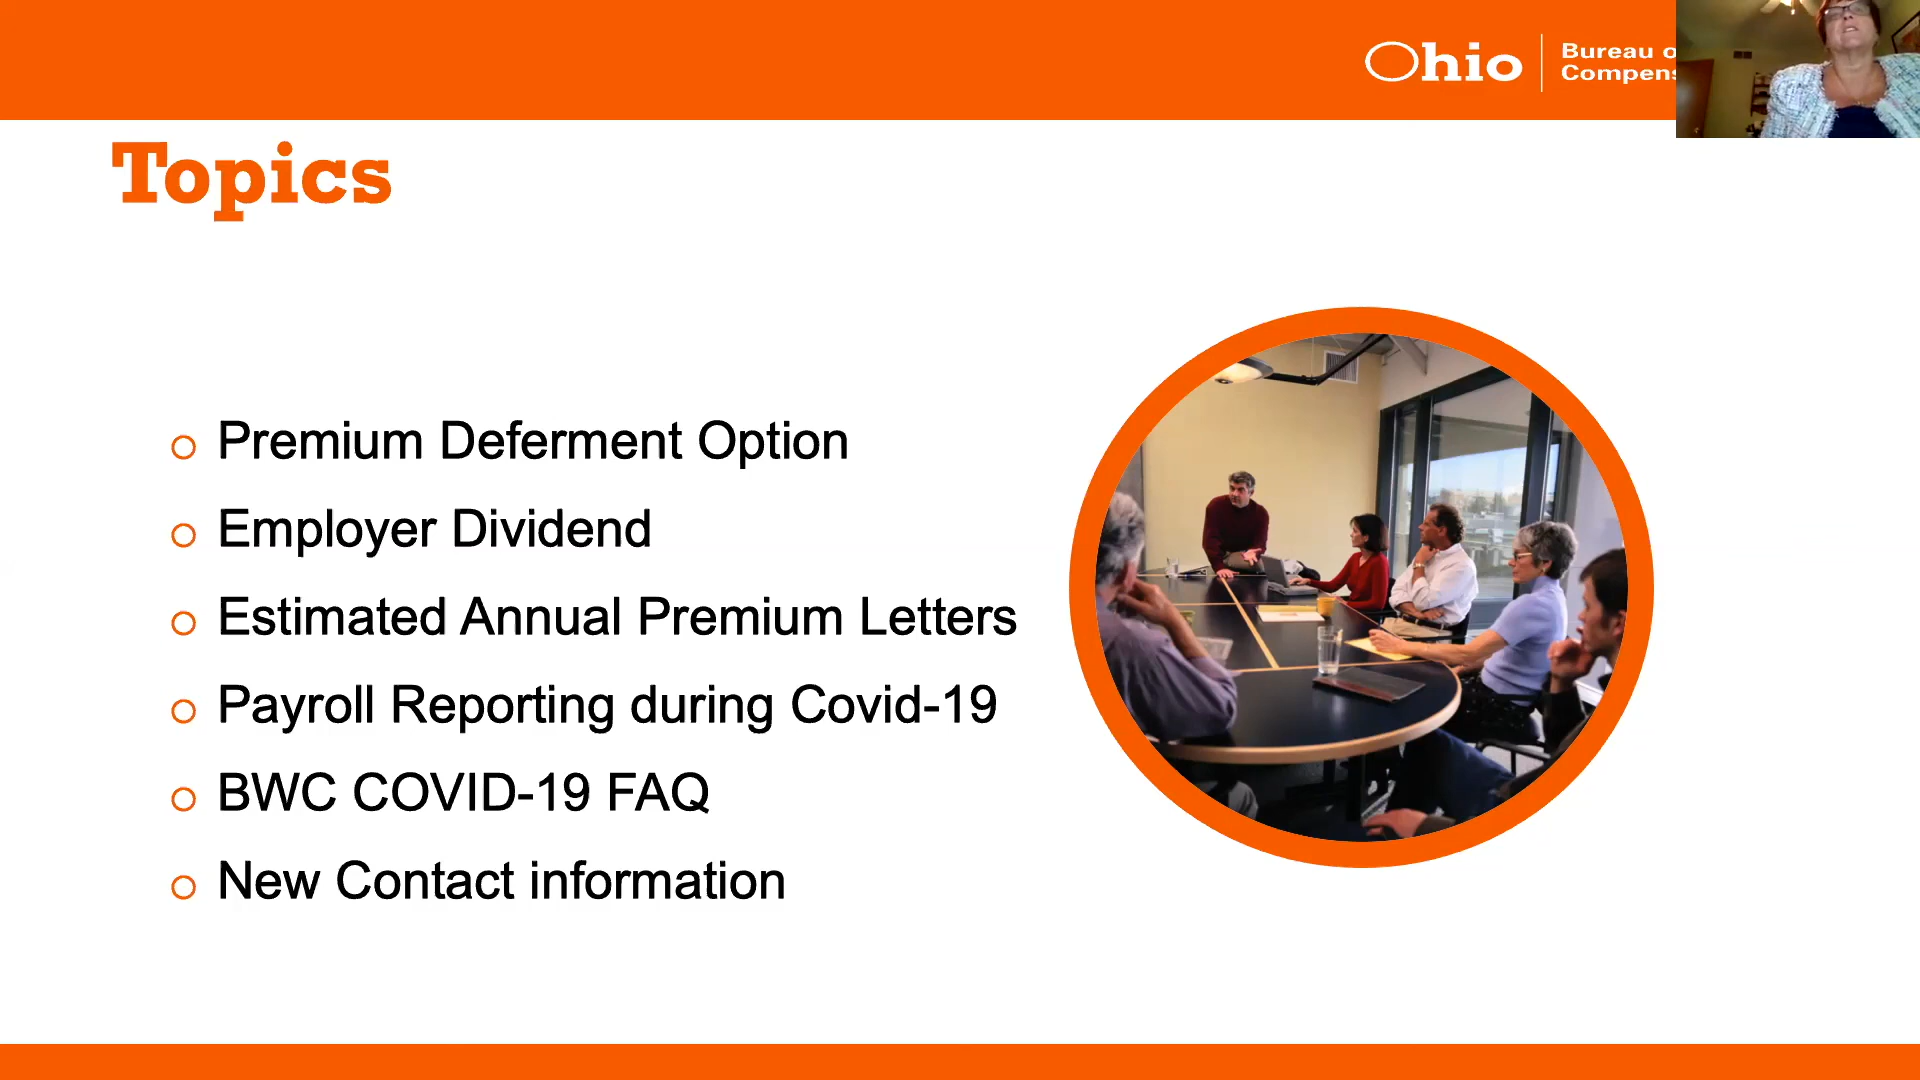 Ohio
Bureau
Topics
Premium Deferment Option
Employer Dividend
Estimated Annual Premium Letters
Payroll Reporting during Covid-19
BWC COVID-19 FAQ
New Contact information